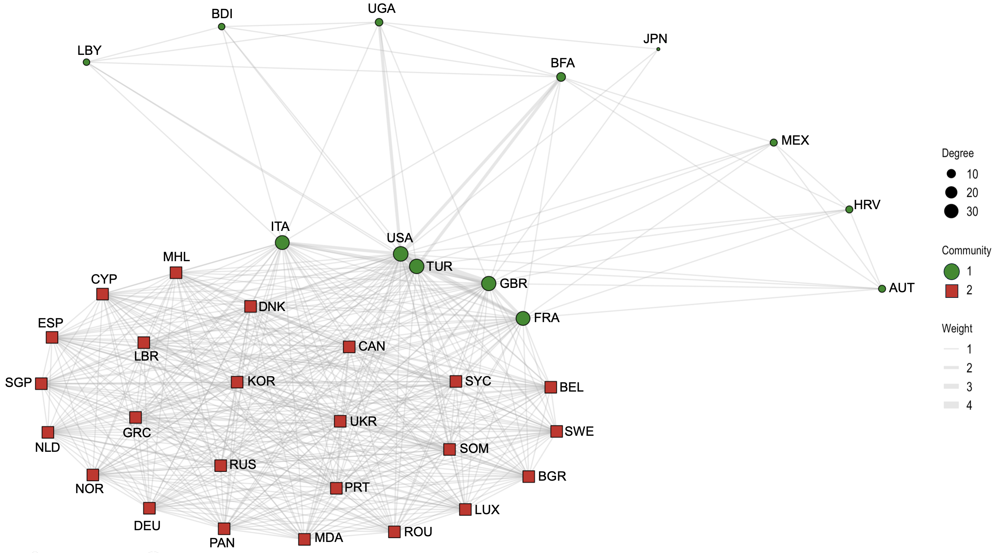 UGA
BDI
JPN
LBY
BFA
MEX
HRV
ITA
USA
MHL
TUR
CYP
GBR
AUT
DNK
ESP
FRA
CAN
LBR
SGP
KOR
SYC
BEL
UKR
GRC
SWE
NLD
SOM
RUS
BGR
NOR
PRT
LUX
DEU
ROU
MDA
PAN
Degree
10
20
30
Community
1
2
Weight
1
2
3
4